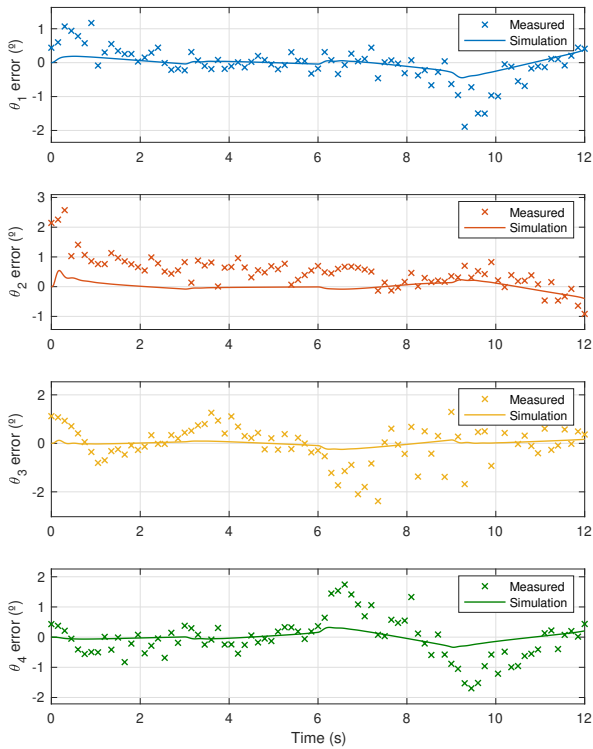 1
0
-1
-2
θ1 error (º)
Measured
Simulation
0 2 4 6 8 10 12
3
2
1
0
-1
θ2 error (º)
Measured
Simulation
0 2 4 6 8 10 12
2
0
-2
θ3 error (º)
Measured
Simulation
0 2 4 6 8 10 12
2
1
0
-1
-2
θ4 error (º)
Measured
Simulation
0 2 4 6 8 10 12
Time (s)